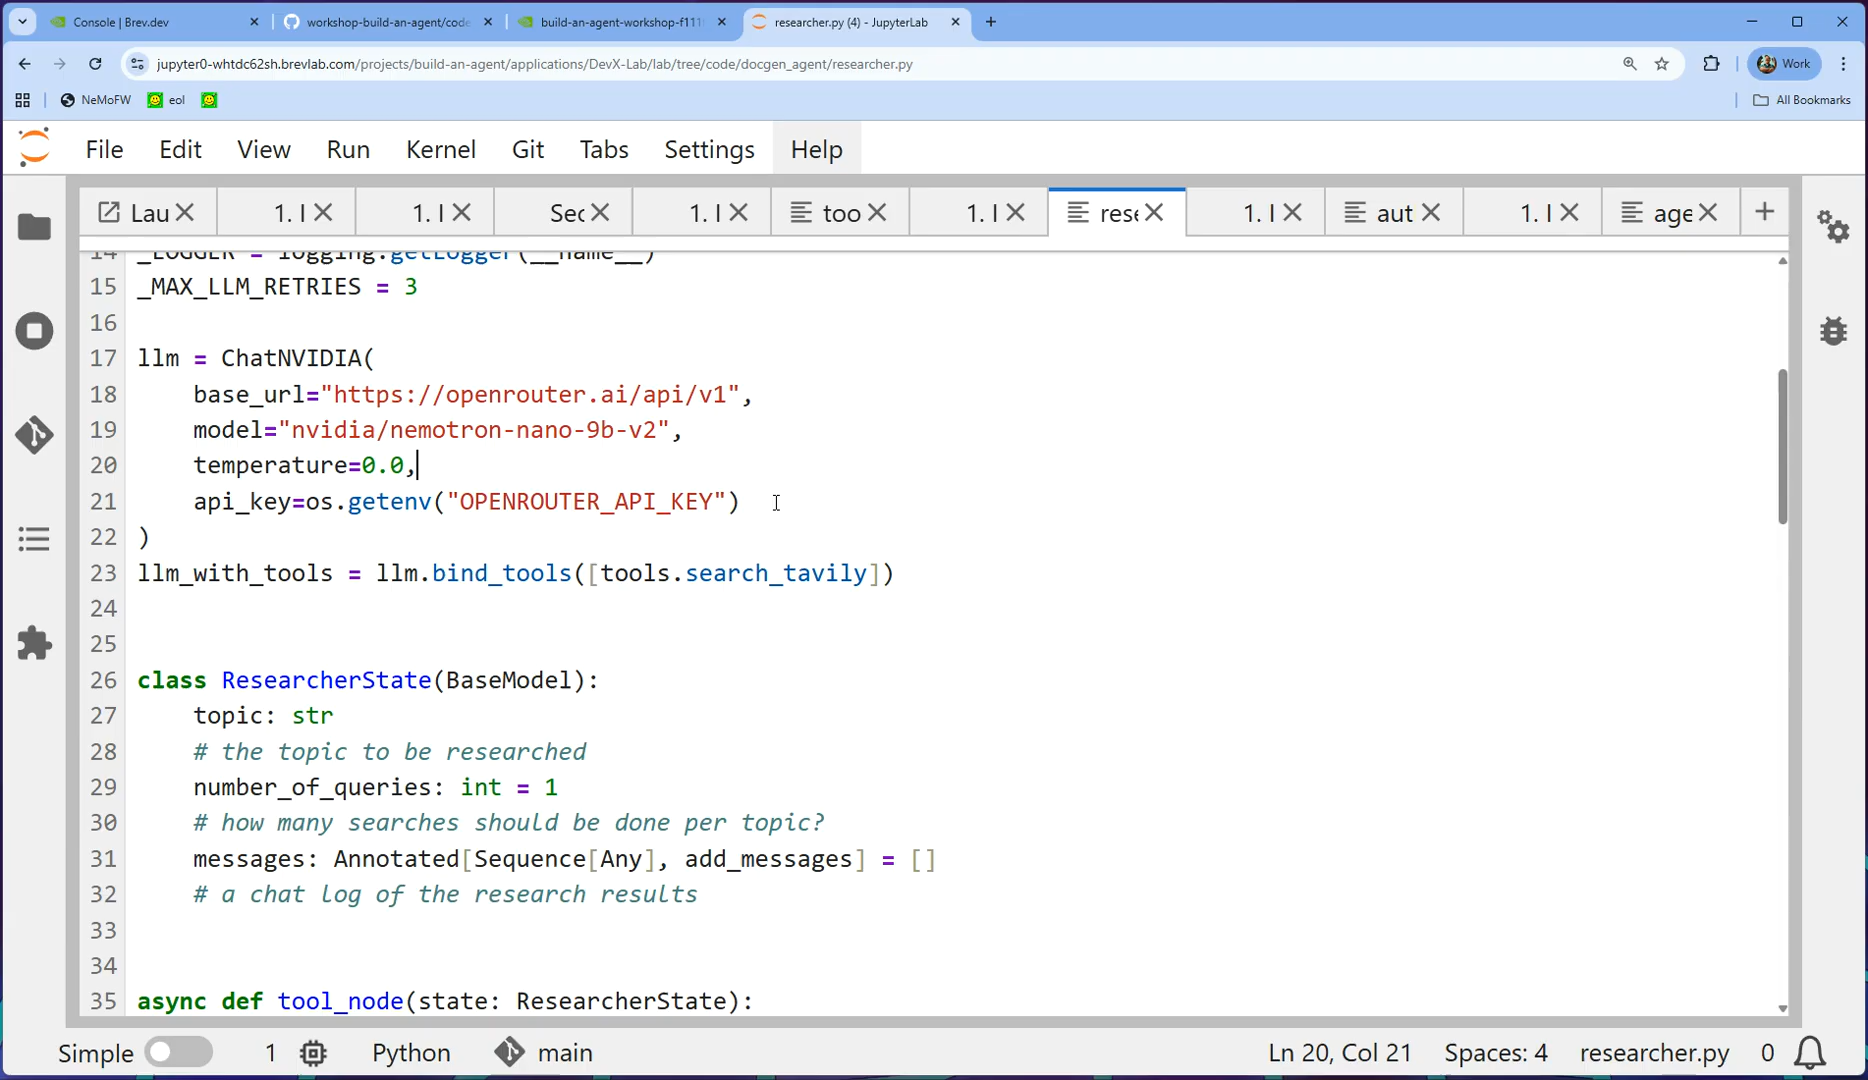 Console | Brev.dev
workshop-build-an-agent/code
build-an-agent-workshop-f111
researcher.py (4) - JupyterLab
jupyter0-whtdc62sh.brevlab.com/projects/build-an-agent/applications/DevX-Lab/lab/tree/code/docgen_agent/researcher.py
Work
NeMoFW
eol
All Bookmarks
File Edit View Run Kernel Git Tabs Settings Help
Lau
1. I
1. I
Sec
1. I
too
1. I
rese
1. I
aut
1. I
age
14 _LOGGER = logging.getLogger(__name__)
15 _MAX_LLM_RETRIES = 3
16
17 llm = ChatNVIDIA(
18     base_url="https://openrouter.ai/api/v1",
19     model="nvidia/nemotron-nano-9b-v2",
20     temperature=0.0,
21     api_key=os.getenv("OPENROUTER_API_KEY")
22 )
23 llm_with_tools = llm.bind_tools([tools.search_tavily])
24
25
26 class ResearcherState(BaseModel):
27     topic: str
28     # the topic to be researched
29     number_of_queries: int = 1
30     # how many searches should be done per topic?
31     messages: Annotated[Sequence[Any], add_messages] = []
32     # a chat log of the research results
33
34
35 async def tool_node(state: ResearcherState):
Simple 1 Python main Ln 20, Col 21 Spaces: 4 researcher.py 0